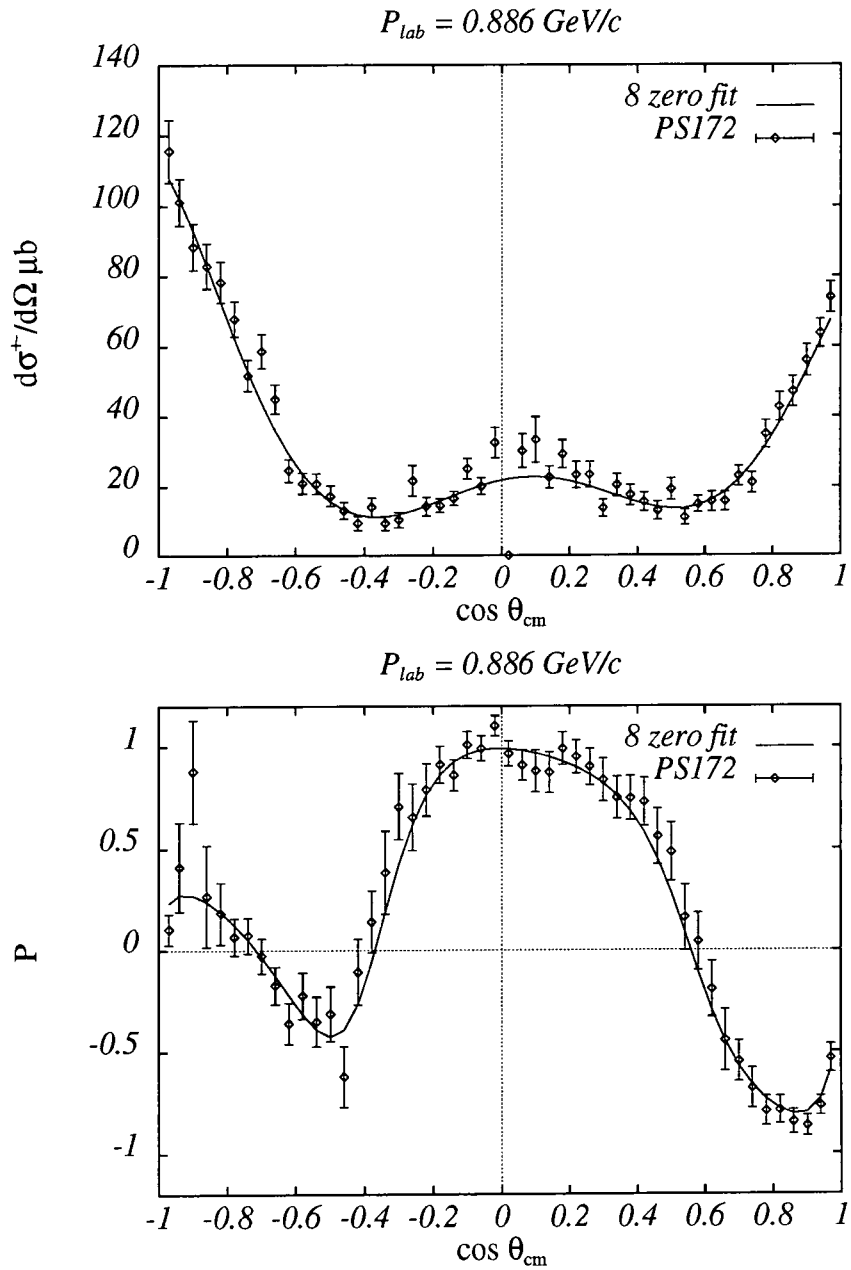 P_lab = 0.886 GeV/c
140
120
100
80
60
40
20
0
dσ⁺⁻/dΩ μb
8 zero fit
PS172
-1 -0.8 -0.6 -0.4 -0.2 0 0.2 0.4 0.6 0.8 1
cos θ_cm
P_lab = 0.886 GeV/c
1
0.5
0
-0.5
-1
P
8 zero fit
PS172
-1 -0.8 -0.6 -0.4 -0.2 0 0.2 0.4 0.6 0.8 1
cos θ_cm